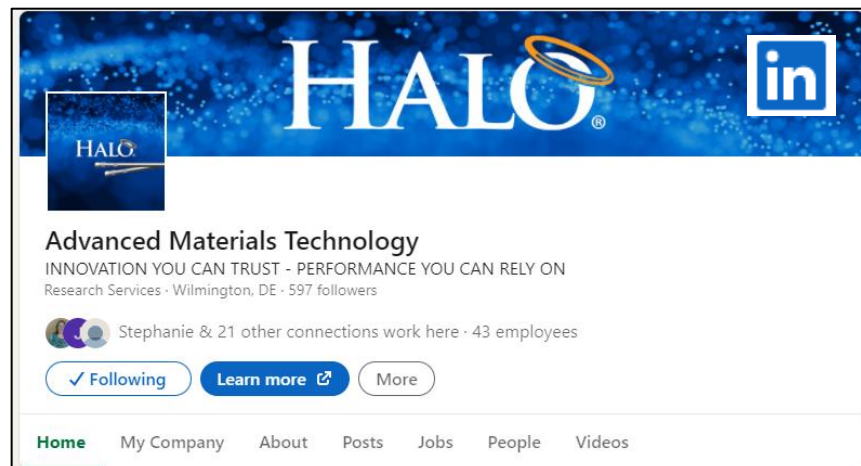 HALO®
in
HALO
Advanced Materials Technology
INNOVATION YOU CAN TRUST - PERFORMANCE YOU CAN RELY ON
Research Services · Wilmington, DE · 597 followers
J
Stephanie & 21 other connections work here · 43 employees
✓ Following Learn more More
Home My Company About Posts Jobs People Videos